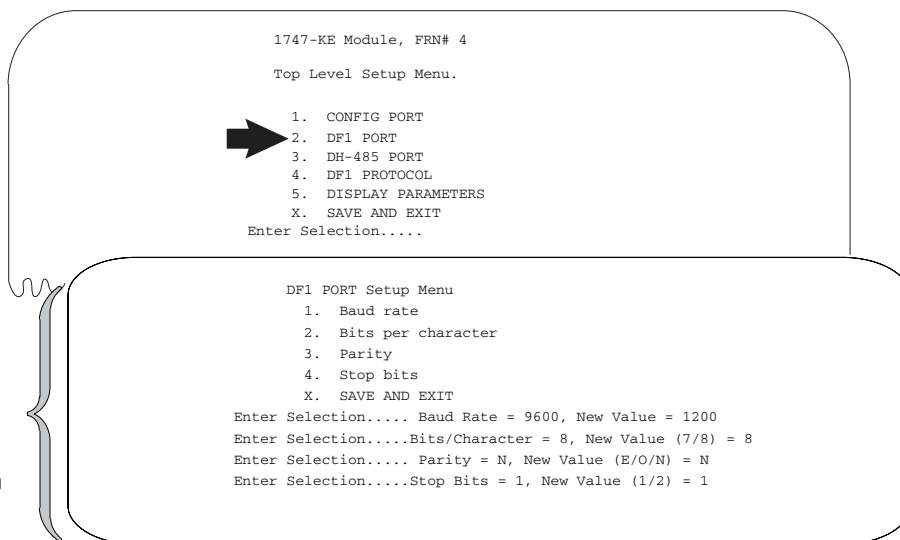 1747-KE Module, FRN# 4
Top Level Setup Menu.
1. CONFIG PORT
2. DF1 PORT
3. DH-485 PORT
4. DF1 PROTOCOL
5. DISPLAY PARAMETERS
X. SAVE AND EXIT
Enter Selection.....
DF1 PORT Setup Menu
1. Baud rate
2. Bits per character
3. Parity
4. Stop bits
X. SAVE AND EXIT
Enter Selection..... Baud Rate = 9600, New Value = 1200
Enter Selection.....Bits/Character = 8, New Value (7/8) = 8
Enter Selection..... Parity = N, New Value (E/O/N) = N
Enter Selection.....Stop Bits = 1, New Value (1/2) = 1